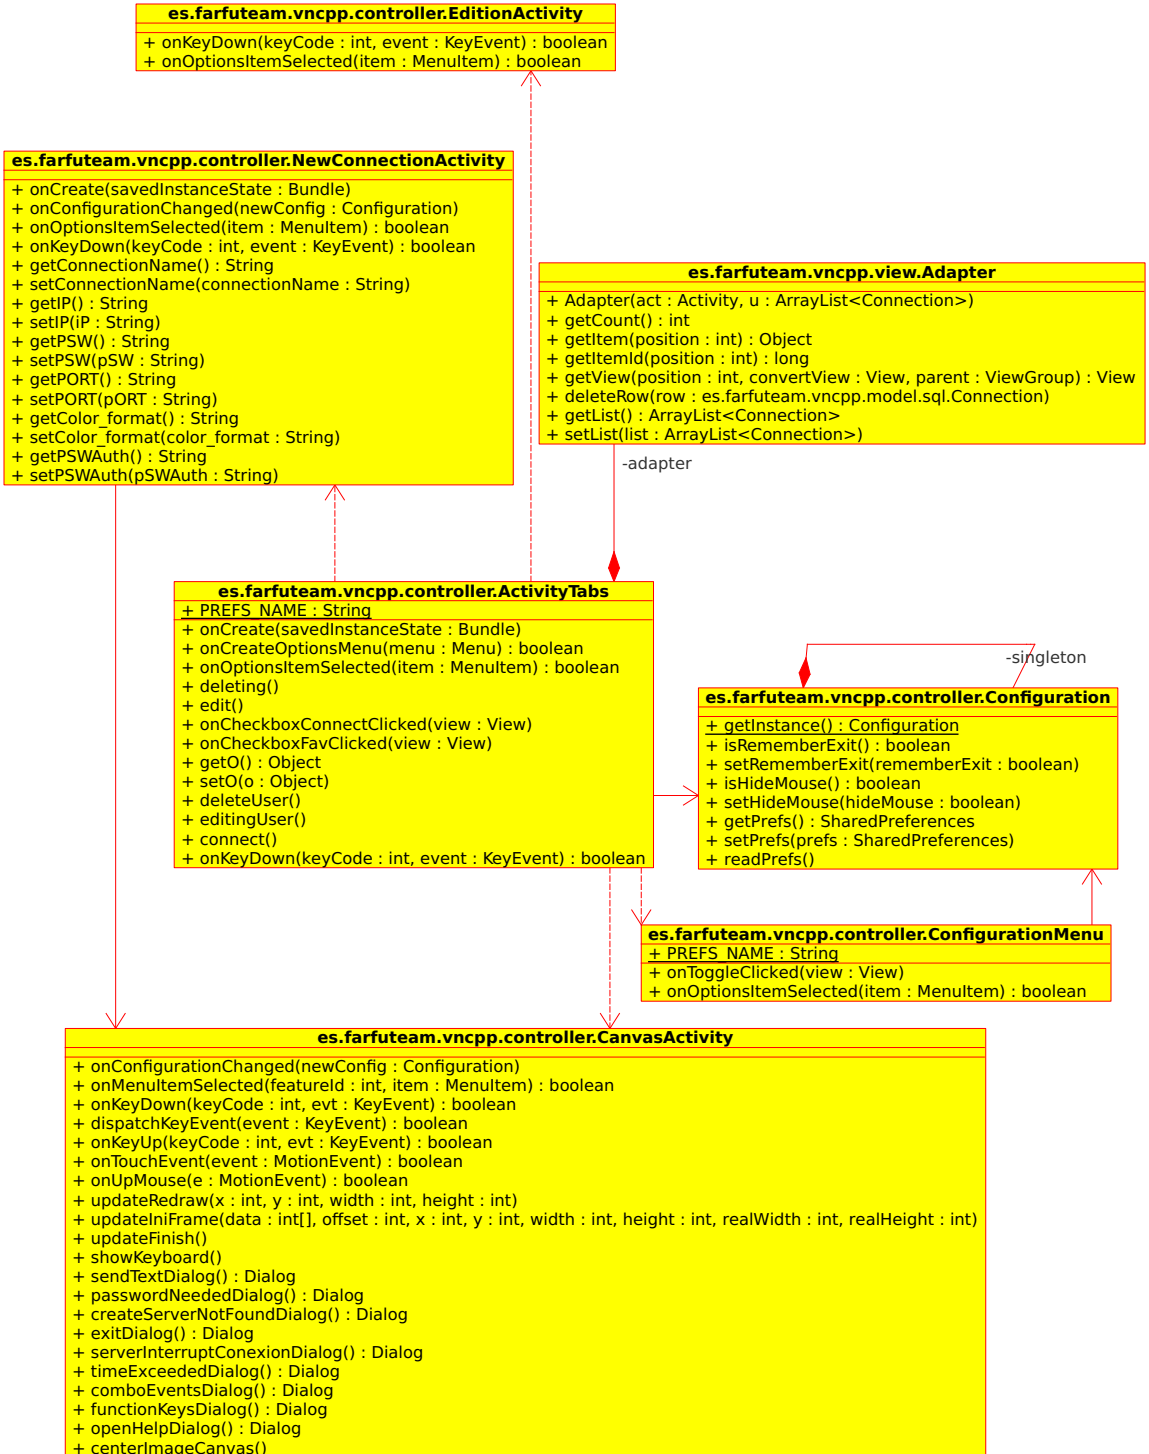 es.farfuteam.vncpp.controller.EditionActivity
+ onKeyDown(keyCode : int, event : KeyEvent) : boolean
+ onOptionsItemSelected(item : MenuItem) : boolean
es.farfuteam.vncpp.controller.NewConnectionActivity
+ onCreate(savedInstanceState : Bundle)
+ onConfigurationChanged(newConfig : Configuration)
+ onOptionsItemSelected(item : MenuItem) : boolean
+ onKeyDown(keyCode : int, event : KeyEvent) : boolean
+ getConnectionName() : String
+ setConnectionName(connectionName : String)
+ getIP() : String
+ setIP(iP : String)
+ getPSW() : String
+ setPSW(pSW : String)
+ getPORT() : String
+ setPORT(pORT : String)
+ getColor_format() : String
+ setColor_format(color_format : String)
+ getPSWAuth() : String
+ setPSWAuth(pSWAuth : String)
es.farfuteam.vncpp.view.Adapter
+ Adapter(act : Activity, u : ArrayList<Connection>)
+ getCount() : int
+ getItem(position : int) : Object
+ getItemId(position : int) : long
+ getView(position : int, convertView : View, parent : ViewGroup) : View
+ deleteRow(row : es.farfuteam.vncpp.model.sql.Connection)
+ getList() : ArrayList<Connection>
+ setList(list : ArrayList<Connection>)
-adapter
es.farfuteam.vncpp.controller.ActivityTabs
+ PREFS_NAME : String
+ onCreate(savedInstanceState : Bundle)
+ onCreateOptionsMenu(menu : Menu) : boolean
+ onOptionsItemSelected(item : MenuItem) : boolean
+ deleting()
+ edit()
+ onCheckboxConnectClicked(view : View)
+ onCheckboxFavClicked(view : View)
+ getO() : Object
+ setO(o : Object)
+ deleteUser()
+ editingUser()
+ connect()
+ onKeyDown(keyCode : int, event : KeyEvent) : boolean
-singleton
es.farfuteam.vncpp.controller.Configuration
+ getInstance() : Configuration
+ isRememberExit() : boolean
+ setRememberExit(rememberExit : boolean)
+ isHideMouse() : boolean
+ setHideMouse(hideMouse : boolean)
+ getPrefs() : SharedPreferences
+ setPrefs(prefs : SharedPreferences)
+ readPrefs()
es.farfuteam.vncpp.controller.ConfigurationMenu
+ PREFS_NAME : String
+ onToggleClicked(view : View)
+ onOptionsItemSelected(item : MenuItem) : boolean
es.farfuteam.vncpp.controller.CanvasActivity
+ onConfigurationChanged(newConfig : Configuration)
+ onMenuItemSelected(featureId : int, item : MenuItem) : boolean
+ onKeyDown(keyCode : int, evt : KeyEvent) : boolean
+ dispatchKeyEvent(event : KeyEvent) : boolean
+ onKeyUp(keyCode : int, evt : KeyEvent) : boolean
+ onTouchEvent(event : MotionEvent) : boolean
+ onUpMouse(e : MotionEvent) : boolean
+ updateRedraw(x : int, y : int, width : int, height : int)
+ updateIniFrame(data : int[], offset : int, x : int, y : int, width : int, height : int, realWidth : int, realHeight : int)
+ updateFinish()
+ showKeyboard()
+ sendTextDialog() : Dialog
+ passwordNeededDialog() : Dialog
+ createServerNotFoundDialog() : Dialog
+ exitDialog() : Dialog
+ serverInterruptConexionDialog() : Dialog
+ timeExceededDialog() : Dialog
+ comboEventsDialog() : Dialog
+ functionKeysDialog() : Dialog
+ openHelpDialog() : Dialog
+ centerImageCanvas()